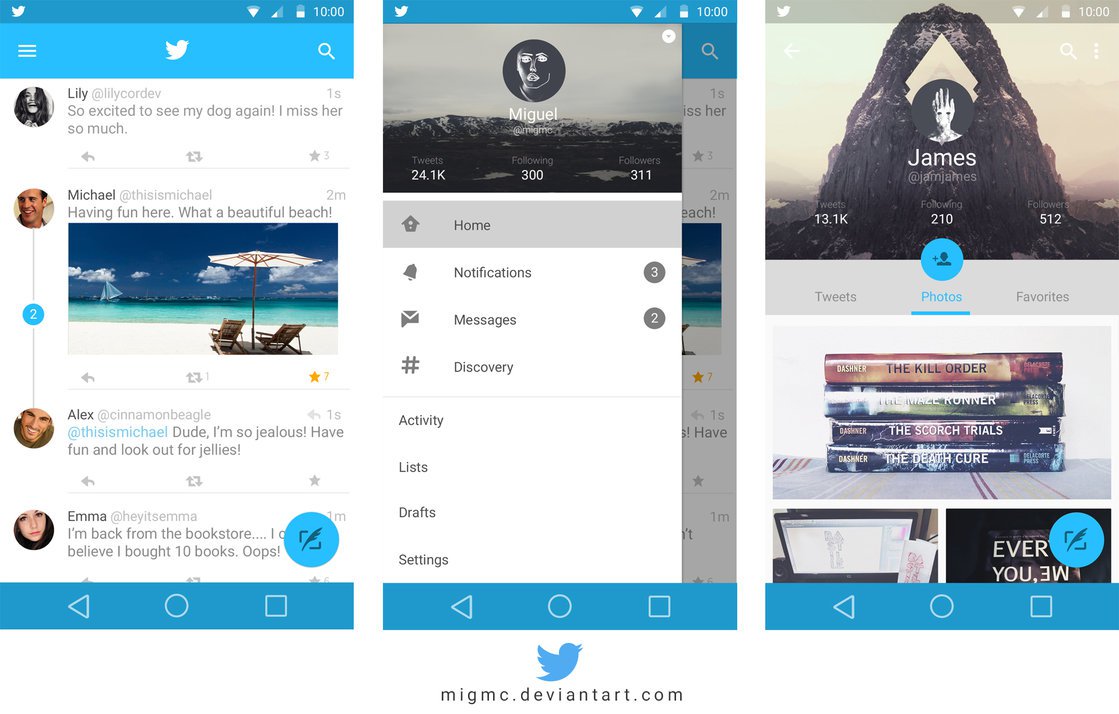 10:00
Lily @lilycordev 1s
So excited to see my dog again! I miss her
so much.
3
Michael @thisismichael 2m
Having fun here. What a beautiful beach!
2
1
7
Alex @cinnamonbeagle 1s
@thisismichael Dude, I'm so jealous! Have
fun and look out for jellies!
Emma @heyitsemma 1m
I'm back from the bookstore....
believe I bought 10 books. Oops!
6
10:00
Miguel
@migmc
Tweets Following Followers
24.1K 300 311
Home
Notifications 3
Messages 2
Discovery
Activity
Lists
Drafts
Settings
1s
iss her
3
2m
each!
7
1s
s! Have
1m
n't
6
10:00
James
@jamjames
Tweets Following Followers
13.1K 210 512
Tweets Photos Favorites
DASHNER THE KILL ORDER
DASHNER THE MAZE RUNNER DELACORTE PRESS
DASHNER THE SCORCH TRIALS
DASHNER THE DEATH CURE DELACORTE PRESS
EVER
YOU,
migmc.deviantart.com